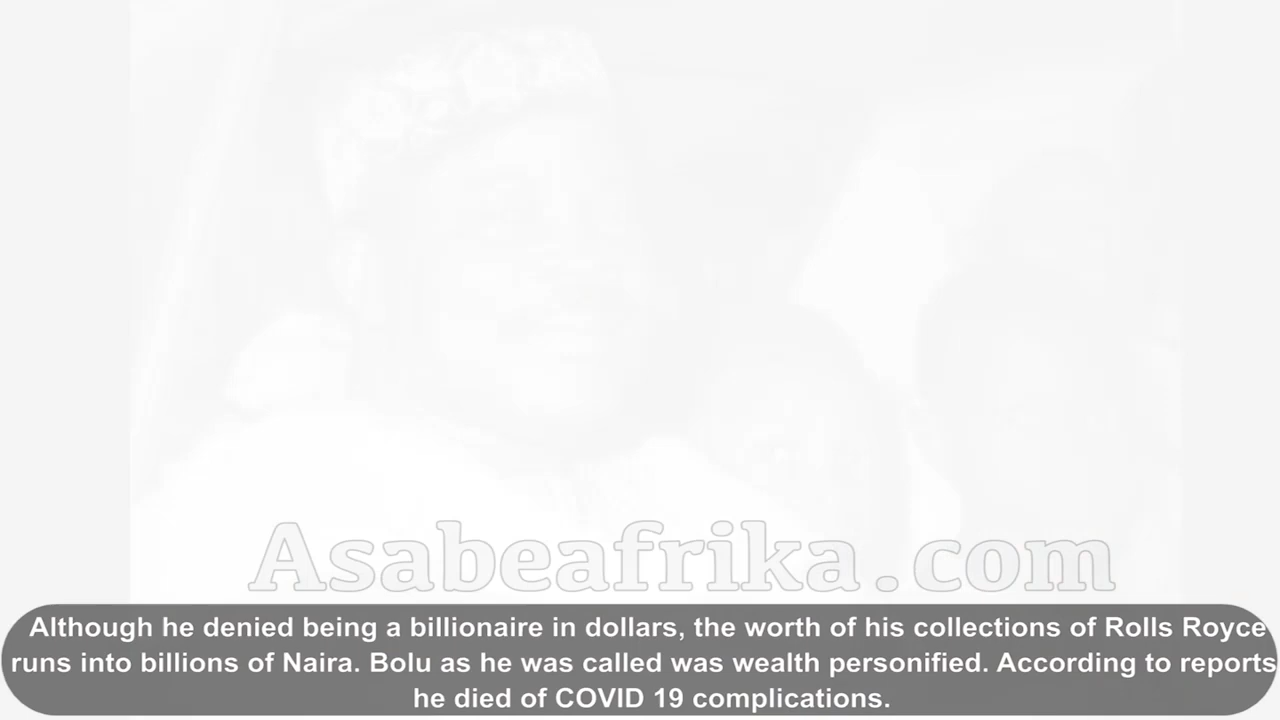 Asabeafrika.com
Although he denied being a billionaire in dollars, the worth of his collections of Rolls Royce
runs into billions of Naira. Bolu as he was called was wealth personified. According to reports
he died of COVID 19 complications.